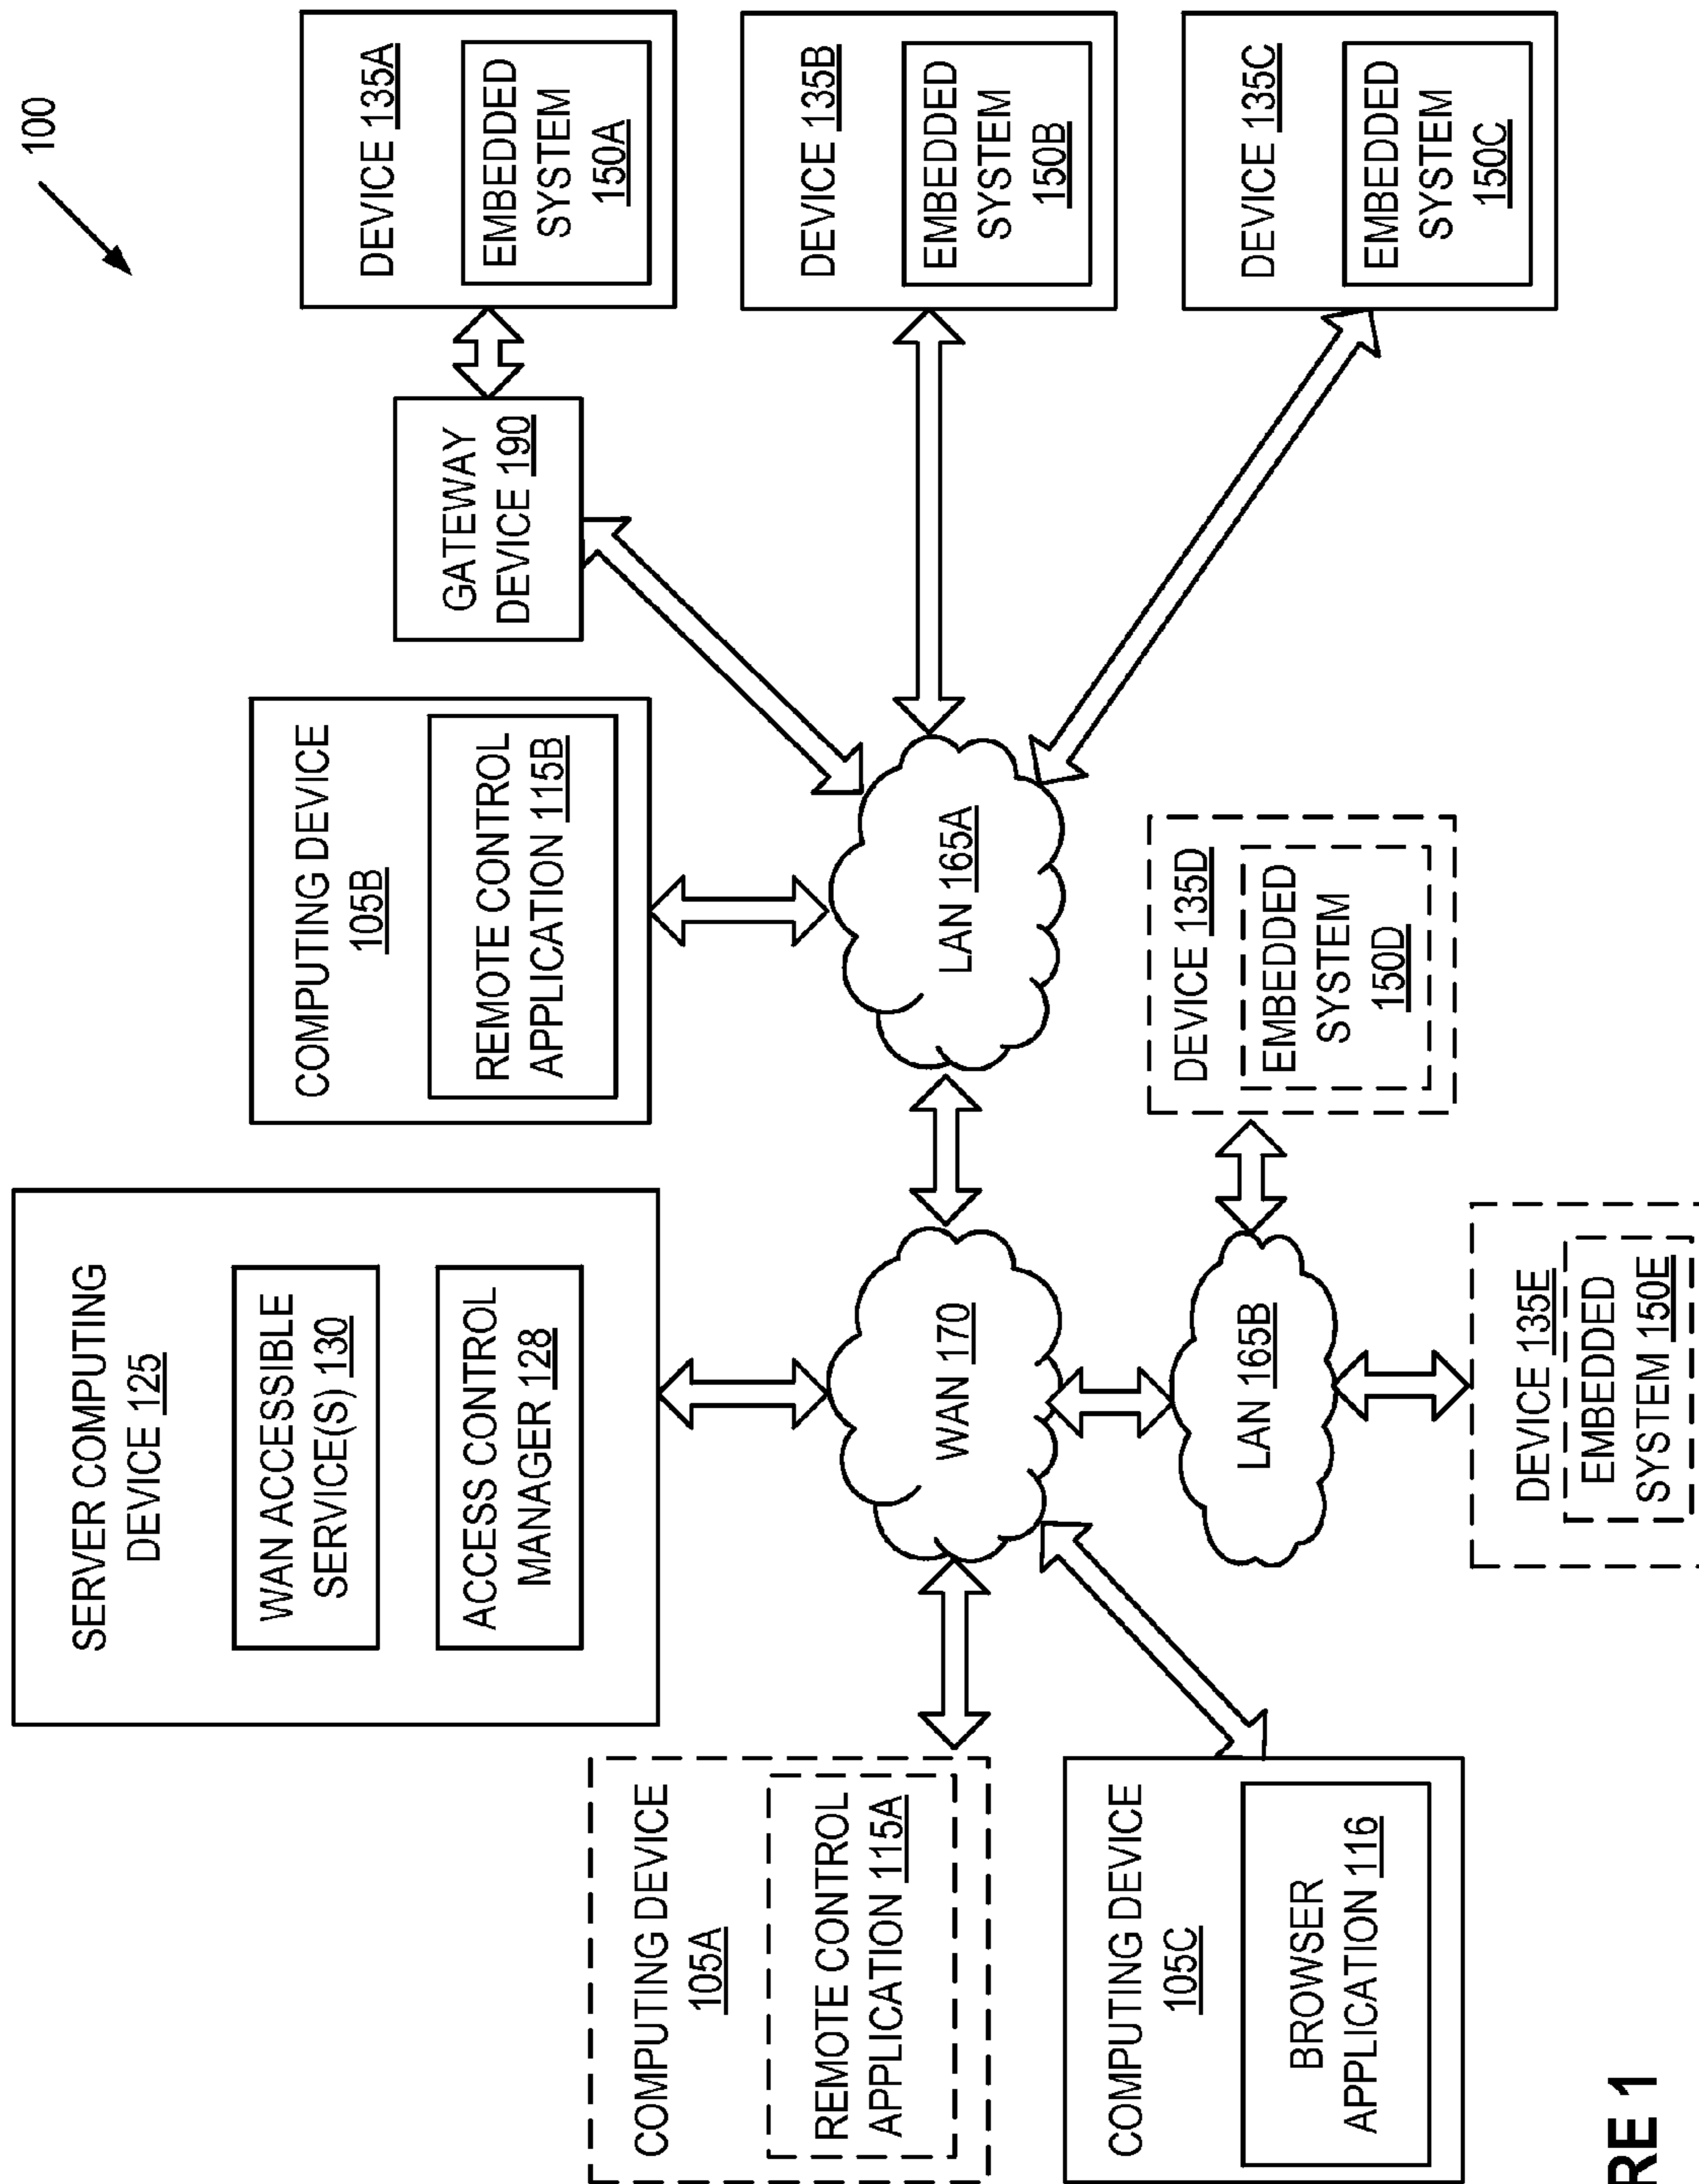 100
SERVER COMPUTING
DEVICE 125
WAN ACCESSIBLE
SERVICE(S) 130
ACCESS CONTROL
MANAGER 128
COMPUTING DEVICE
105B
REMOTE CONTROL
APPLICATION 115B
GATEWAY
DEVICE 190
DEVICE 135A
EMBEDDED
SYSTEM
150A
COMPUTING DEVICE
105A
REMOTE CONTROL
APPLICATION 115A
WAN 170
LAN 165A
DEVICE 135B
EMBEDDED
SYSTEM
150B
COMPUTING DEVICE
105C
BROWSER
APPLICATION 116
LAN 165B
DEVICE 135D
EMBEDDED
SYSTEM
150D
DEVICE 135C
EMBEDDED
SYSTEM
150C
DEVICE 135E
EMBEDDED
SYSTEM 150E
RE 1